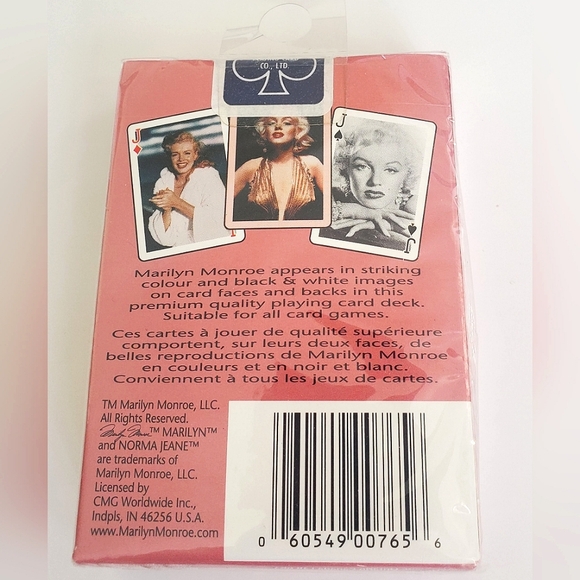 CO., LTD.
J
J
J
J
Marilyn Monroe appears in striking
colour and black & white images
on card faces and backs in this
premium quality playing card deck.
Suitable for all card games.
Ces cartes à jouer de qualité supérieure
comportent, sur leurs deux faces, de
belles reproductions de Marilyn Monroe
en couleurs et en noir et blanc.
Conviennent à tous les jeux de cartes.
TM Marilyn Monroe, LLC.
All Rights Reserved.
Marilyn Monroe™ MARILYN™
and NORMA JEANE™
are trademarks of
Marilyn Monroe, LLC.
Licensed by
CMG Worldwide Inc.,
Indpls, IN 46256 U.S.A.
www.MarilynMonroe.com
0 60549 00765 6